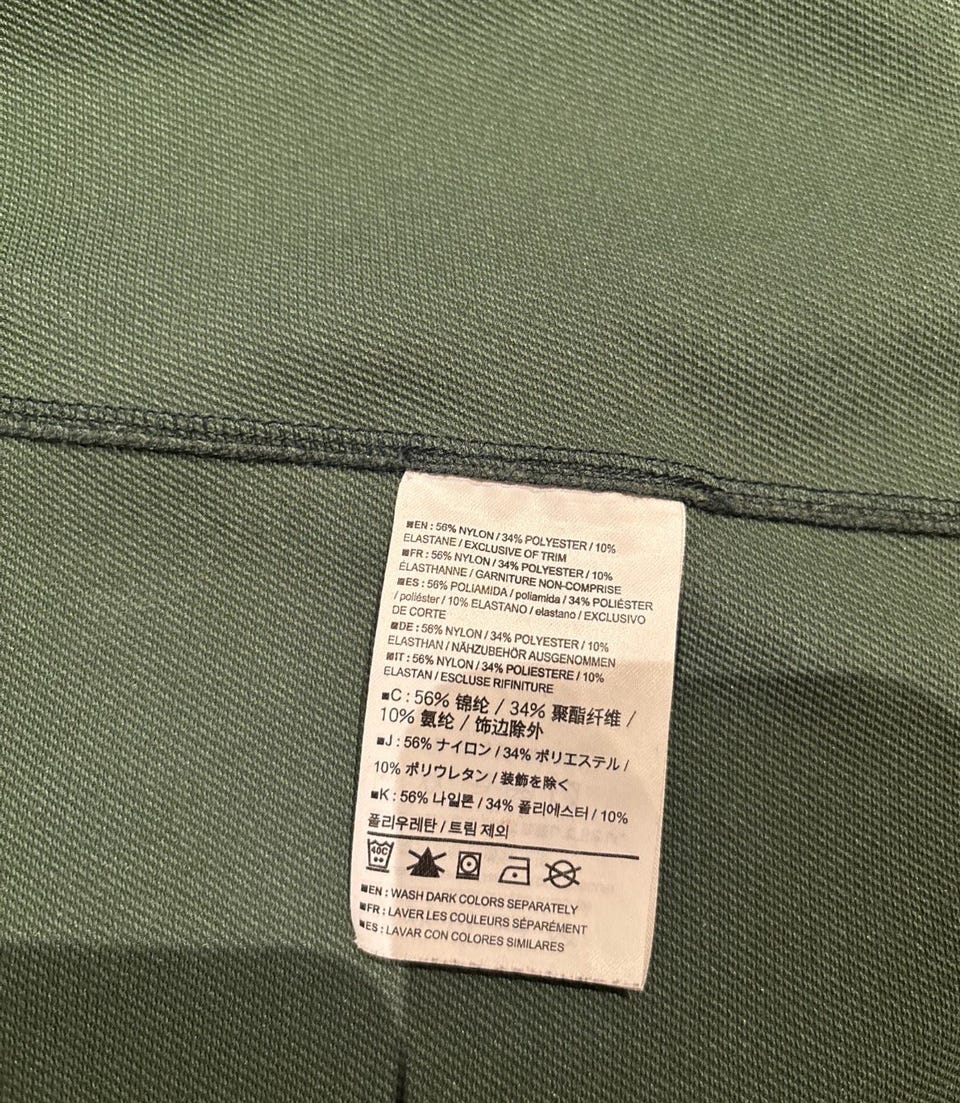 EN : 56% NYLON / 34% POLYESTER / 10%
ELASTANE / EXCLUSIVE OF TRIM
FR : 56% NYLON / 34% POLYESTER / 10%
ÉLASTHANNE / GARNITURE NON-COMPRISE
ES : 56% POLIAMIDA / poliamida / 34% POLIÉSTER
/ poliéster / 10% ELASTANO / elastano / EXCLUSIVO
DE CORTE
DE : 56% NYLON / 34% POLYESTER / 10%
ELASTHAN / NÄHZUBEHÖR AUSGENOMMEN
IT : 56% NYLON / 34% POLIESTERE / 10%
ELASTAN / ESCLUSE RIFINITURE
C : 56% 锦纶 / 34% 聚酯纤维 /
10% 氨纶 / 饰边除外
J : 56% ナイロン / 34% ポリエステル /
10% ポリウレタン / 装飾を除く
K : 56% 나일론 / 34% 폴리에스터 / 10%
폴리우레탄 / 트림 제외
40C
EN : WASH DARK COLORS SEPARATELY
FR : LAVER LES COULEURS SÉPARÉMENT
ES : LAVAR CON COLORES SIMILARES